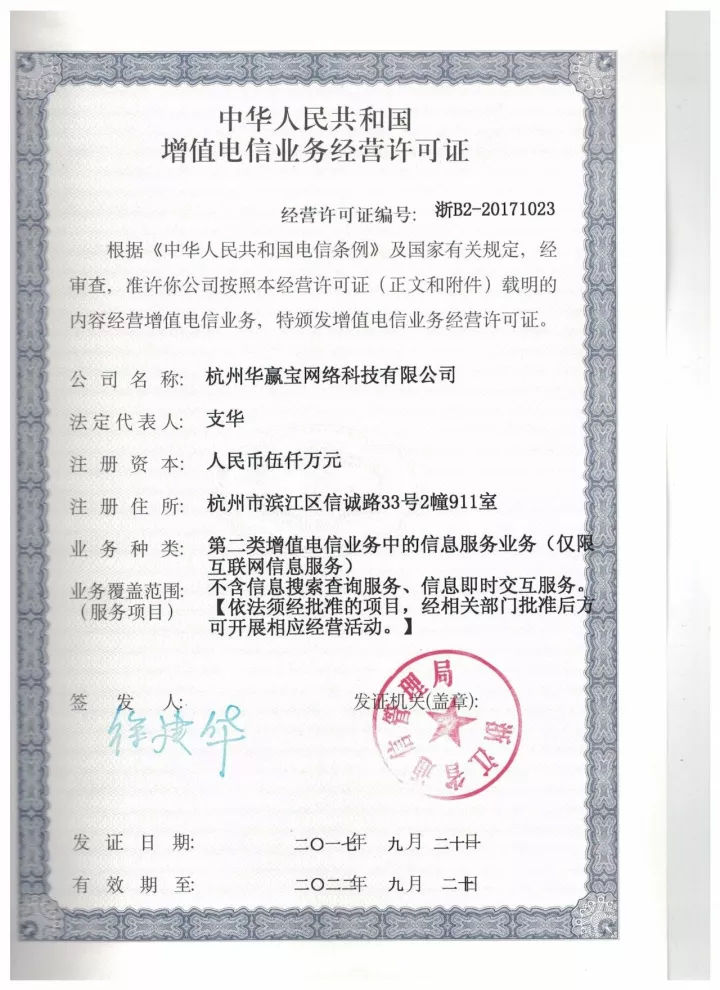 中华人民共和国
增值电信业务经营许可证
经营许可证编号: 浙B2-20171023
根据《中华人民共和国电信条例》及国家有关规定，经
审查，准许你公司按照本经营许可证（正文和附件）载明的
内容经营增值电信业务，特颁发增值电信业务经营许可证。
公司名称: 杭州华赢宝网络科技有限公司
法定代表人: 支华
注册资本: 人民币伍仟万元
注册住所: 杭州市滨江区信诚路33号2幢911室
业务种类: 第二类增值电信业务中的信息服务业务（仅限
互联网信息服务）
业务覆盖范围: 不含信息搜索查询服务、信息即时交互服务。
（服务项目） 【依法须经批准的项目，经相关部门批准后方
可开展相应经营活动。】
签发人:
徐建华
发证机关(盖章):
浙江省通信管理局
发证日期: 二〇一七年 九月 二十一日
有效期至: 二〇二二年 九月 二十日